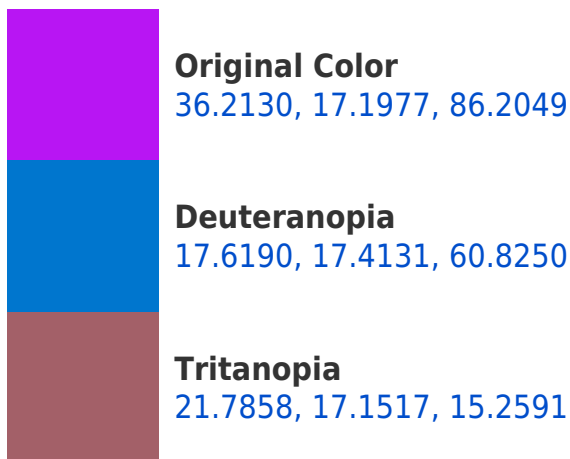 Original Color
36.2130, 17.1977, 86.2049
Deuteranopia
17.6190, 17.4131, 60.8250
Tritanopia
21.7858, 17.1517, 15.2591